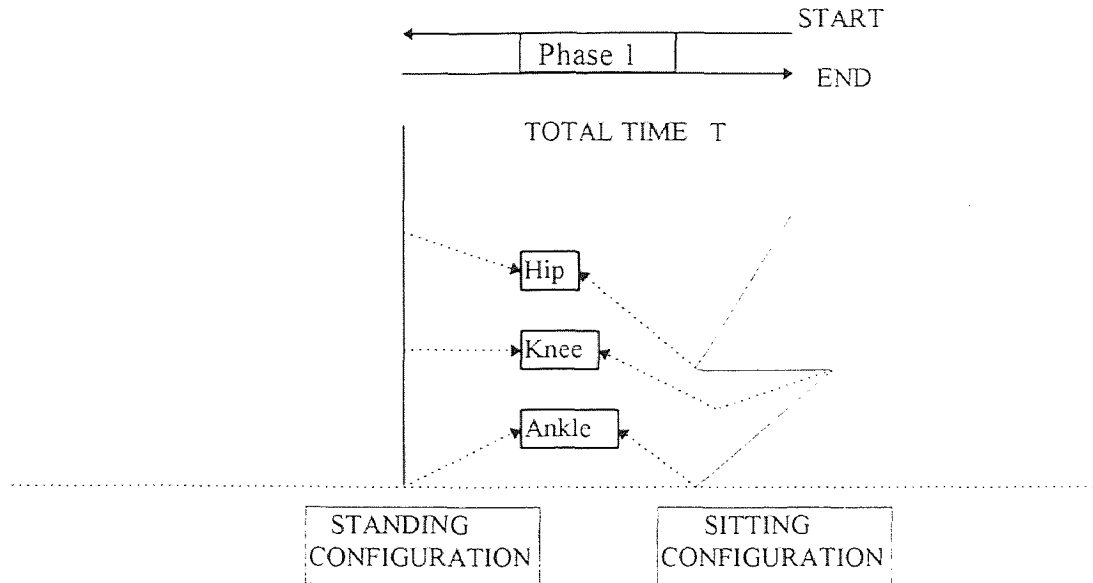 START
Phase 1
END
TOTAL TIME T
Hip
Knee
Ankle
STANDING
CONFIGURATION
SITTING
CONFIGURATION